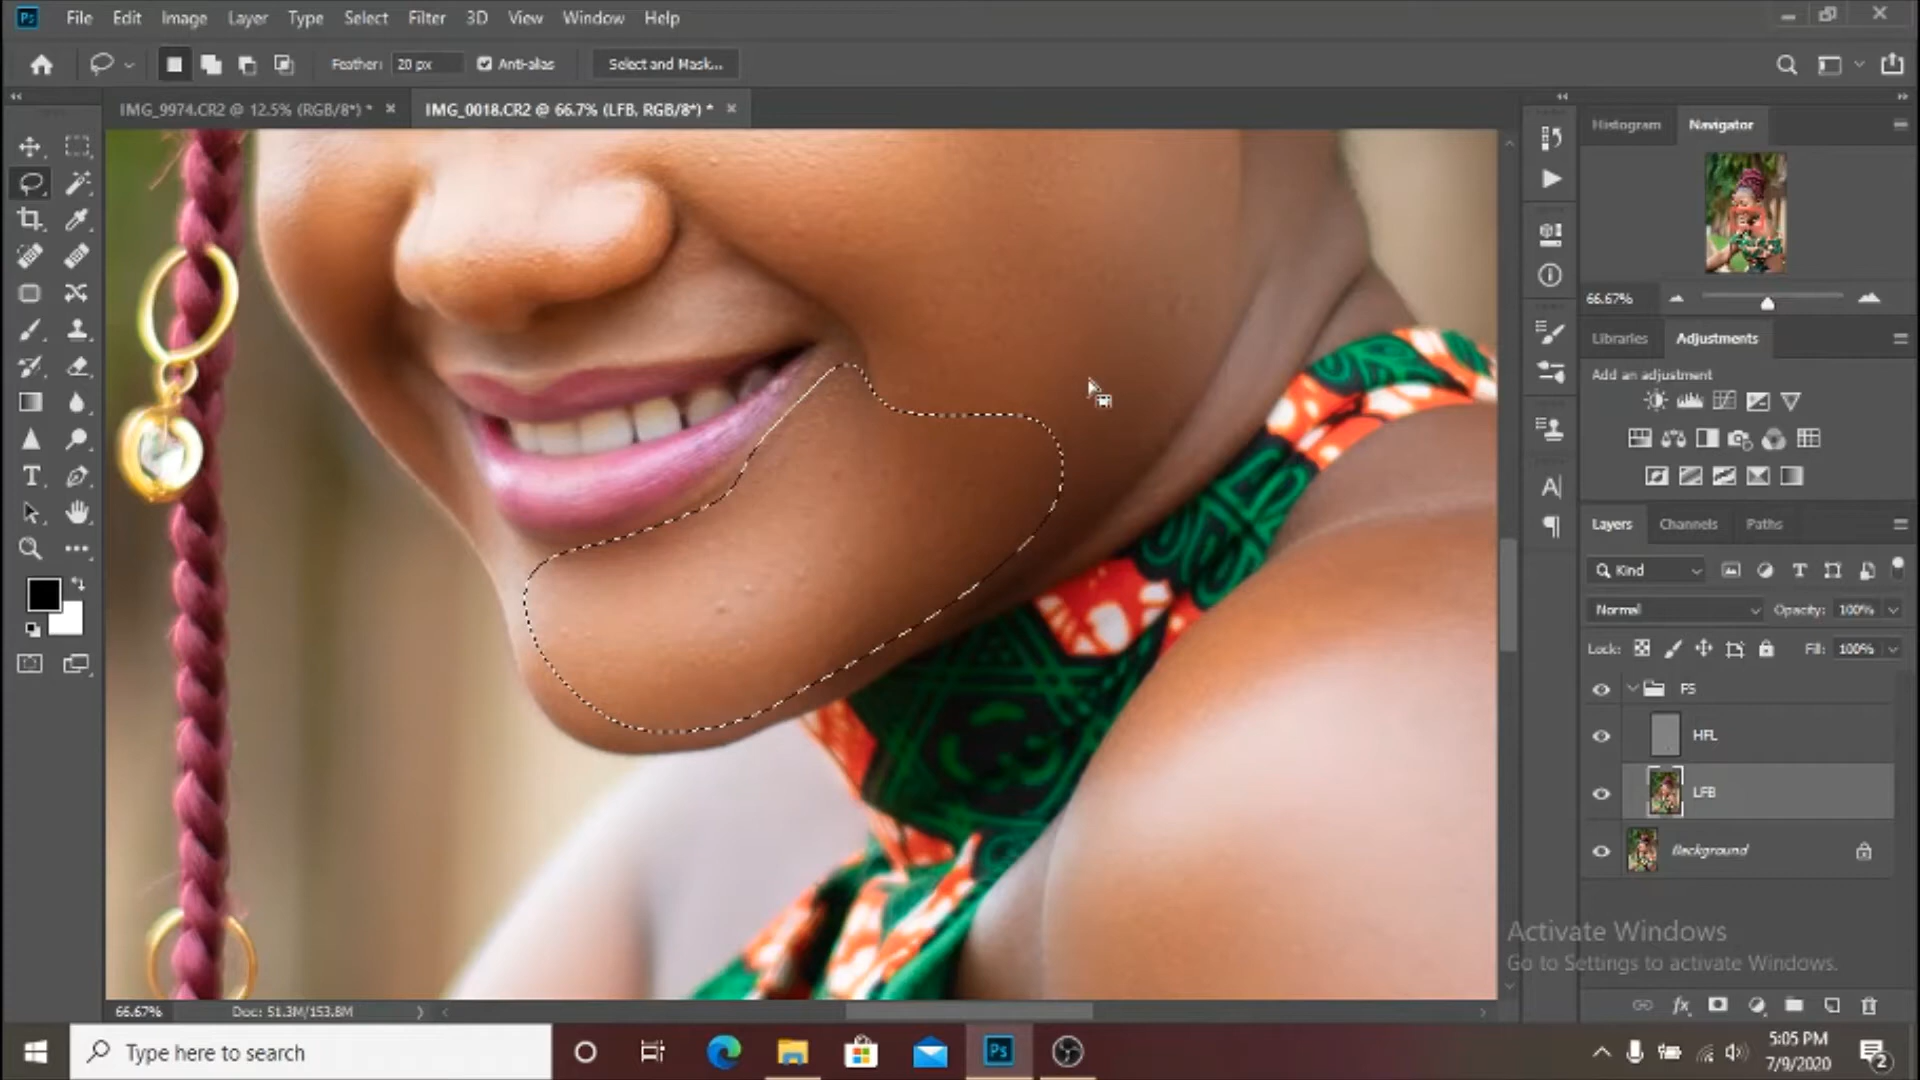 Ps File Edit Image Layer Type Select Filter 3D View Window Help
Feather: 20 px Anti-alias Select and Mask...
IMG_9974.CR2 @ 12.5% (RGB/8*) * IMG_0018.CR2 @ 66.7% (LFB, RGB/8*) *
Histogram Navigator
66.67%
Libraries Adjustments
Add an adjustment
Layers Channels Paths
Kind
Normal Opacity: 100%
Lock: Fill: 100%
FS
HFL
LFB
Background
Activate Windows
Go to Settings to activate Windows.
66.67% Doc: 51.3M/153.8M
Type here to search
Ps
5:05 PM
7/9/2020
2